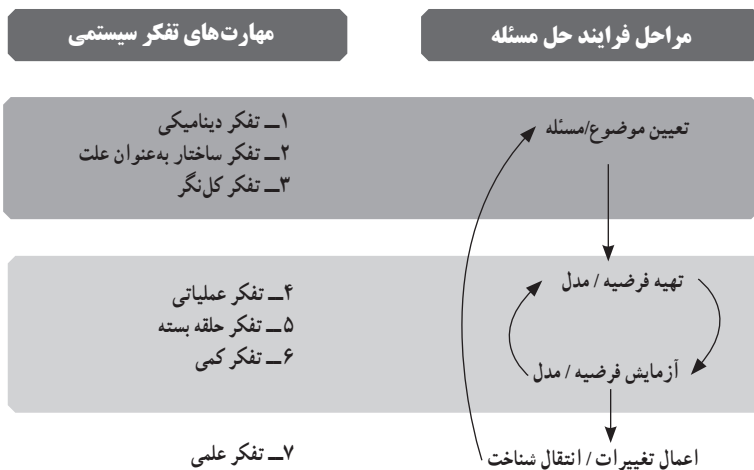 مراحل فرایند حل مسئله
مهارت‌های تفکر سیستمی
تعیین موضوع/مسئله
۱ــ تفکر دینامیکی
۲ــ تفکر ساختار به‌عنوان علت
۳ــ تفکر کل‌نگر
تهیه فرضیه / مدل
آزمایش فرضیه / مدل
۴ــ تفکر عملیاتی
۵ــ تفکر حلقه بسته
۶ــ تفکر کمی
اعمال تغییرات / انتقال شناخت
۷ــ تفکر علمی